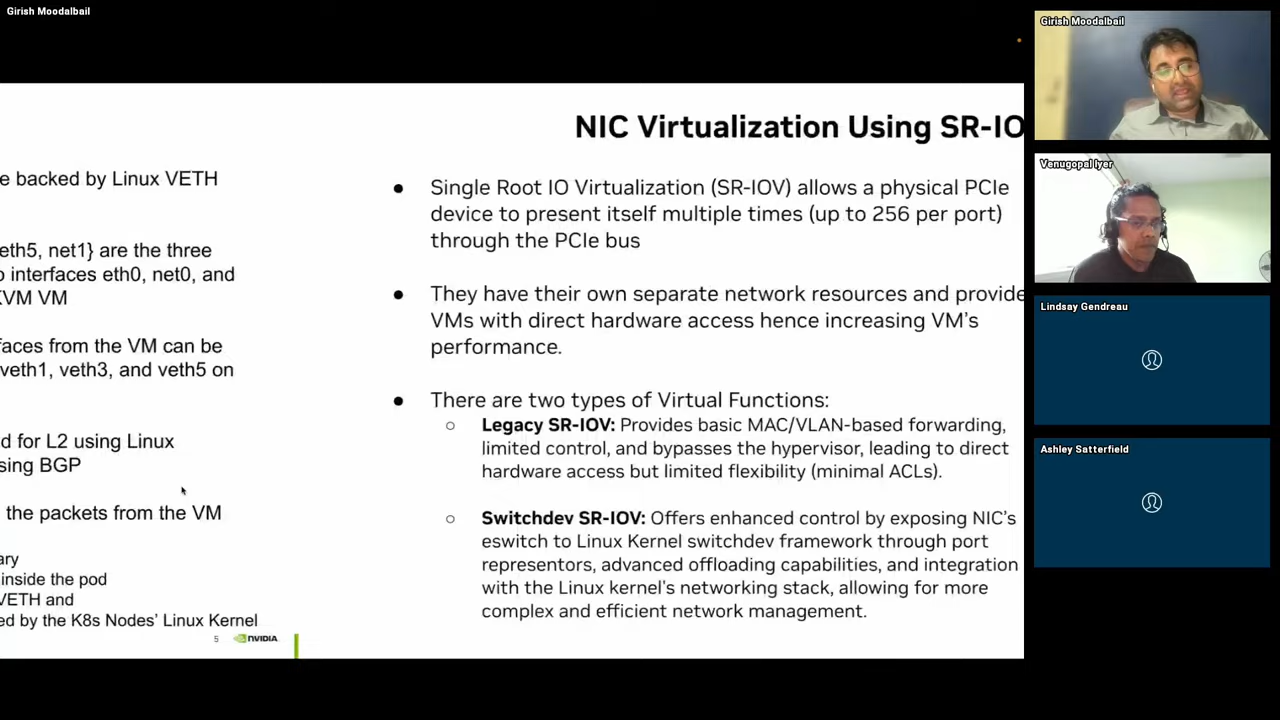 Girish Moodalbail
e backed by Linux VETH
eth5, net1} are the three
o interfaces eth0, net0, and
KVM VM
faces from the VM can be
veth1, veth3, and veth5 on
d for L2 using Linux
sing BGP
the packets from the VM
ary
inside the pod
VETH and
ed by the K8s Nodes' Linux Kernel
5
NVIDIA
NIC Virtualization Using SR-IO
● Single Root IO Virtualization (SR-IOV) allows a physical PCIe
device to present itself multiple times (up to 256 per port)
through the PCIe bus
● They have their own separate network resources and provide
VMs with direct hardware access hence increasing VM's
performance.
● There are two types of Virtual Functions:
○ Legacy SR-IOV: Provides basic MAC/VLAN-based forwarding,
limited control, and bypasses the hypervisor, leading to direct
hardware access but limited flexibility (minimal ACLs).
○ Switchdev SR-IOV: Offers enhanced control by exposing NIC's
eswitch to Linux Kernel switchdev framework through port
representors, advanced offloading capabilities, and integration
with the Linux kernel's networking stack, allowing for more
complex and efficient network management.
Girish Moodalbail
Venugopal Iyer
Lindsay Gendreau
Ashley Satterfield